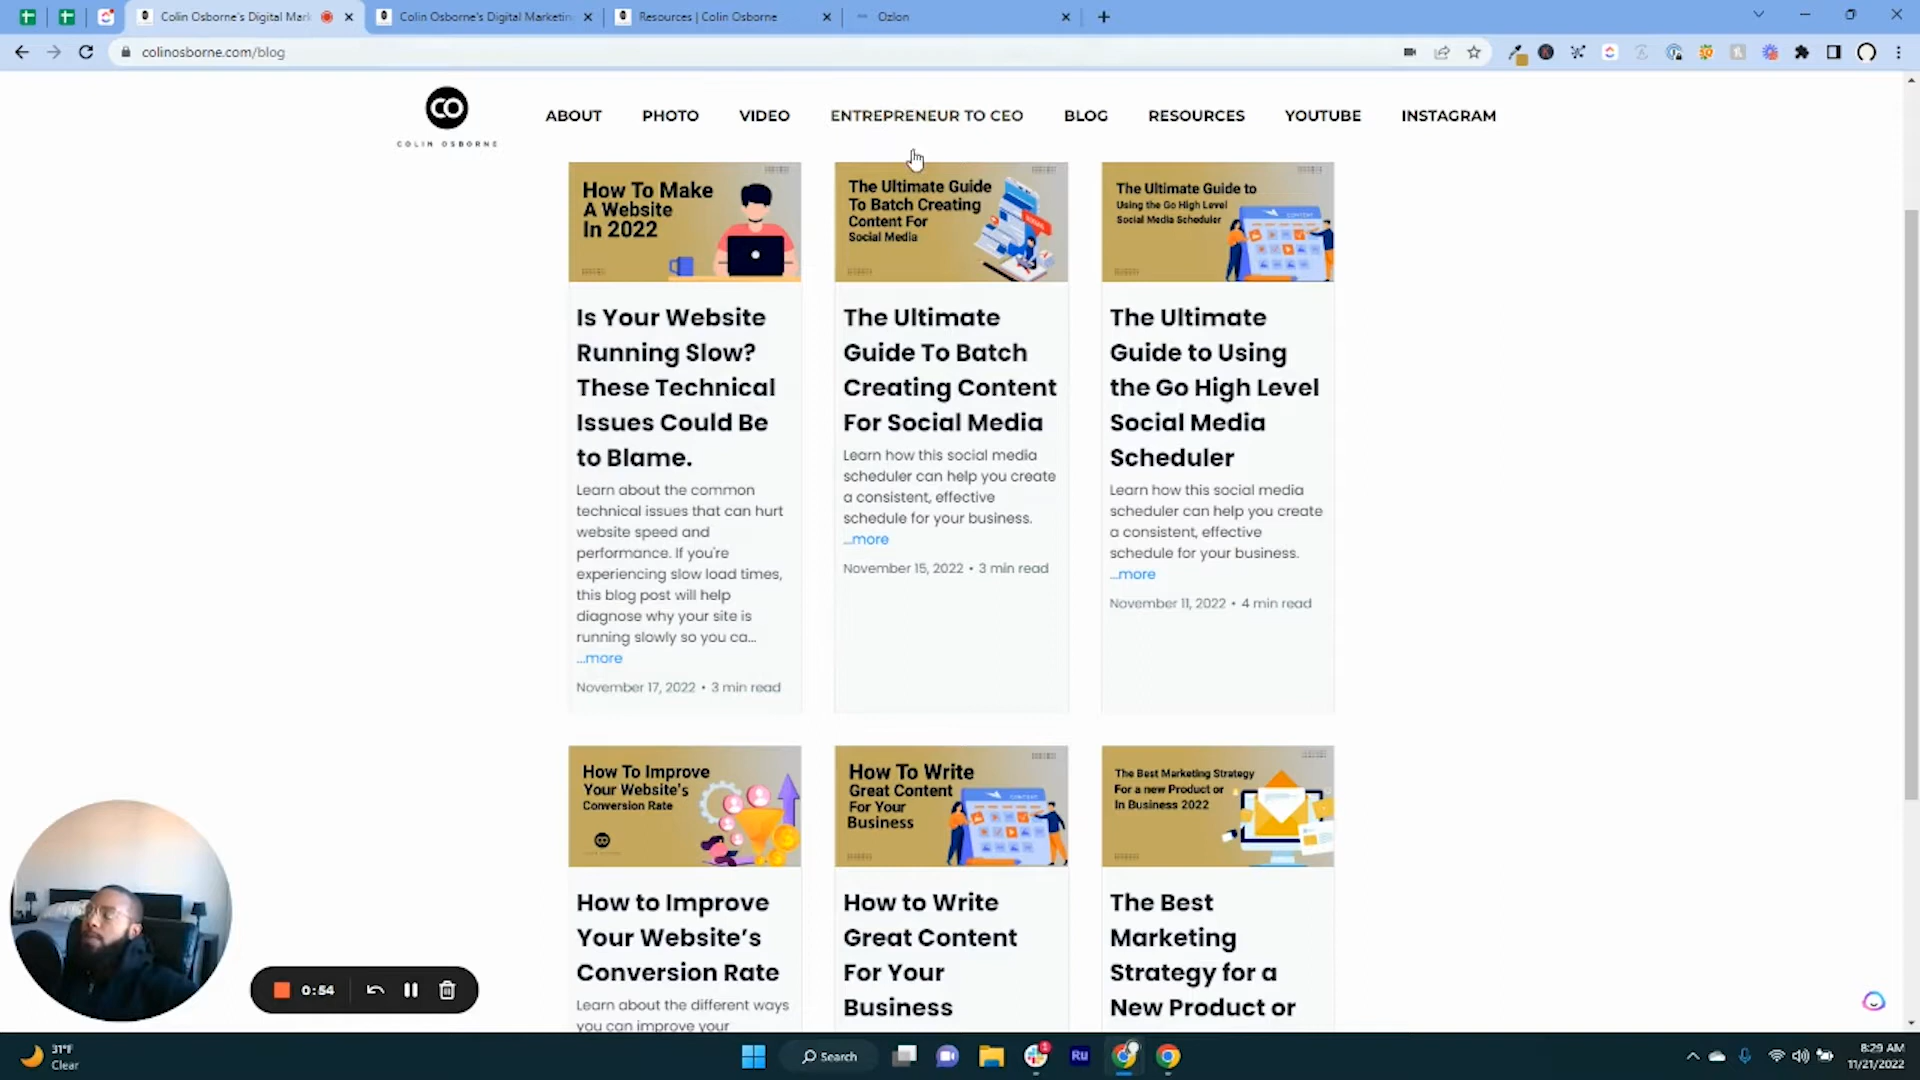 Colin Osborne's Digital Mark
Colin Osborne's Digital Marketin
Resources | Colin Osborne
Ozlon
colinosborne.com/blog
CO
COLIN OSBORNE
ABOUT
PHOTO
VIDEO
ENTREPRENEUR TO CEO
BLOG
RESOURCES
YOUTUBE
INSTAGRAM
How To Make
A Website
In 2022
Is Your Website
Running Slow?
These Technical
Issues Could Be
to Blame.
Learn about the common
technical issues that can hurt
website speed and
performance. If you're
experiencing slow load times,
this blog post will help
diagnose why your site is
running slowly so you ca...
...more
November 17, 2022 • 3 min read
The Ultimate Guide
To Batch Creating
Content For
Social Media
The Ultimate
Guide To Batch
Creating Content
For Social Media
Learn how this social media
scheduler can help you create
a consistent, effective
schedule for your business.
...more
November 15, 2022 • 3 min read
The Ultimate Guide to
Using the Go High Level
Social Media Scheduler
CONTENT
The Ultimate
Guide to Using
the Go High Level
Social Media
Scheduler
Learn how this social media
scheduler can help you create
a consistent, effective
schedule for your business.
...more
November 11, 2022 • 4 min read
How To Improve
Your Website's
Conversion Rate
How to Improve
Your Website's
Conversion Rate
Learn about the different ways
you can improve your
How To Write
Great Content
For Your
Business
CONTENT
How to Write
Great Content
For Your
Business
The Best Marketing Strategy
For a new Product or
In Business 2022
The Best
Marketing
Strategy for a
New Product or
0:54
31°F
Clear
Search
1
Ru
8:29 AM
11/21/2022